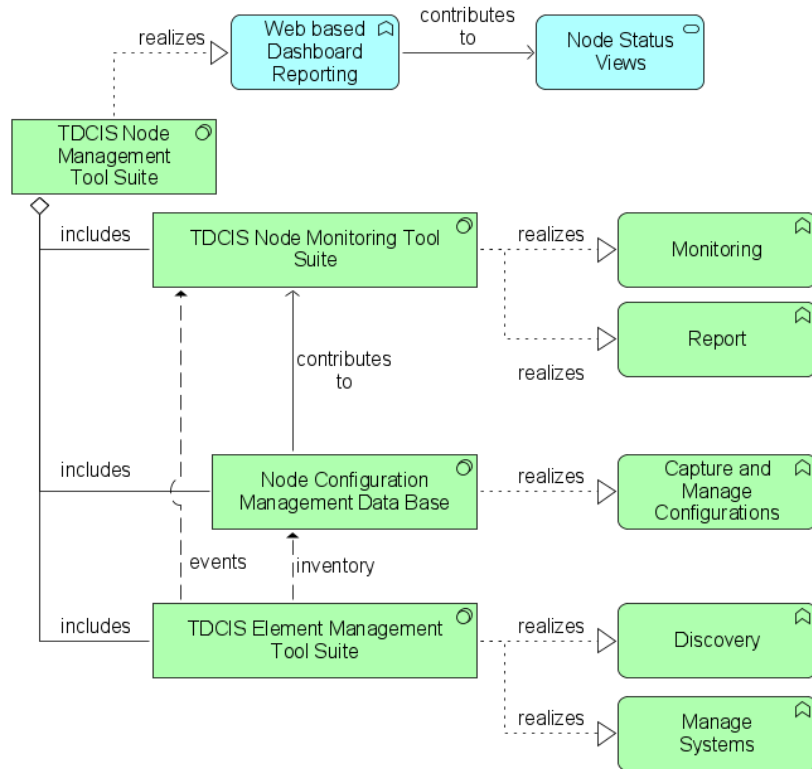 realizes
Web based
Dashboard
Reporting
contributes
to
Node Status
Views
TDCIS Node
Management
Tool Suite
includes
TDCIS Node Monitoring Tool
Suite
realizes
Monitoring
Report
realizes
contributes
to
includes
Node Configuration
Management Data Base
realizes
Capture and
Manage
Configurations
events
inventory
includes
TDCIS Element Management
Tool Suite
realizes
Discovery
realizes
Manage
Systems